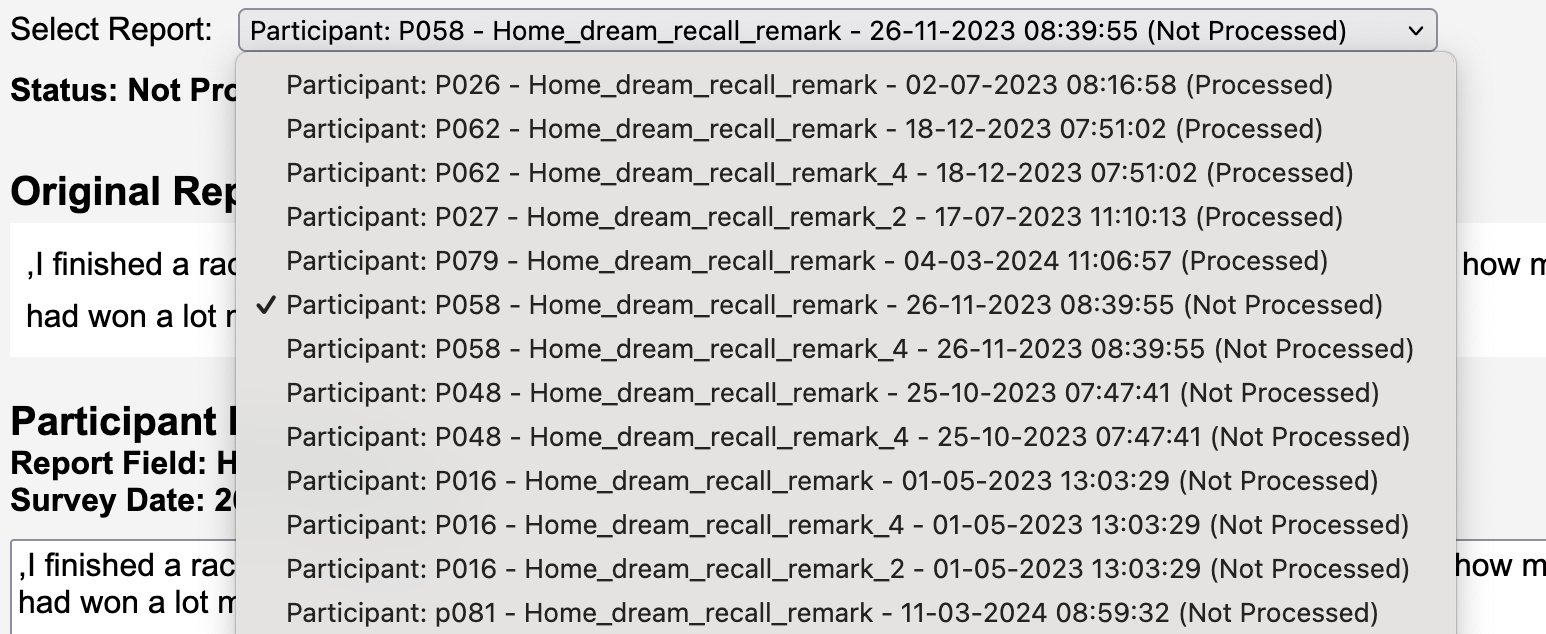 Select Report: Participant: P058 - Home_dream_recall_remark - 26-11-2023 08:39:55 (Not Processed)
Participant: P026 - Home_dream_recall_remark - 02-07-2023 08:16:58 (Processed)
Status: Not Pro
Participant: P062 - Home_dream_recall_remark - 18-12-2023 07:51:02 (Processed)
Participant: P062 - Home_dream_recall_remark_4 - 18-12-2023 07:51:02 (Processed)
Original Rep
Participant: P027 - Home_dream_recall_remark_2 - 17-07-2023 11:10:13 (Processed)
,I finished a rac
Participant: P079 - Home_dream_recall_remark - 04-03-2024 11:06:57 (Processed)
how m
had won a lot
✓ Participant: P058 - Home_dream_recall_remark - 26-11-2023 08:39:55 (Not Processed)
Participant: P058 - Home_dream_recall_remark_4 - 26-11-2023 08:39:55 (Not Processed)
Participant: P048 - Home_dream_recall_remark - 25-10-2023 07:47:41 (Not Processed)
Participant
Participant: P048 - Home_dream_recall_remark_4 - 25-10-2023 07:47:41 (Not Processed)
Report Field: H
Participant: P016 - Home_dream_recall_remark - 01-05-2023 13:03:29 (Not Processed)
Survey Date: 20
Participant: P016 - Home_dream_recall_remark_4 - 01-05-2023 13:03:29 (Not Processed)
,I finished a rac
Participant: P016 - Home_dream_recall_remark_2 - 01-05-2023 13:03:29 (Not Processed)
how m
had won a lot m
Participant: p081 - Home_dream_recall_remark - 11-03-2024 08:59:32 (Not Processed)